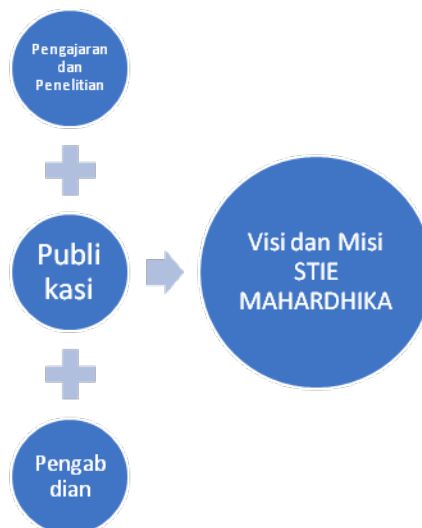 Pengajaran
dan
Penelitian
Publi
kasi
Visi dan Misi
STIE
MAHARDHIKA
Pengab
dian